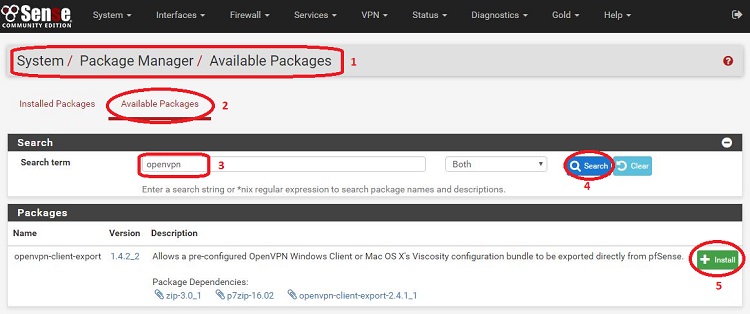 Sense
COMMUNITY EDITION
System Interfaces Firewall Services VPN Status Diagnostics Gold Help
System / Package Manager / Available Packages 1
Installed Packages Available Packages 2
Search
Search term openvpn 3 Both Search Clear
4
Enter a search string or *nix regular expression to search package names and descriptions.
Packages
Name Version Description
openvpn-client-export 1.4.2_2 Allows a pre-configured OpenVPN Windows Client or Mac OS X's Viscosity configuration bundle to be exported directly from pfSense. Install
Package Dependencies: 5
zip-3.0_1 p7zip-16.02 openvpn-client-export-2.4.1_1